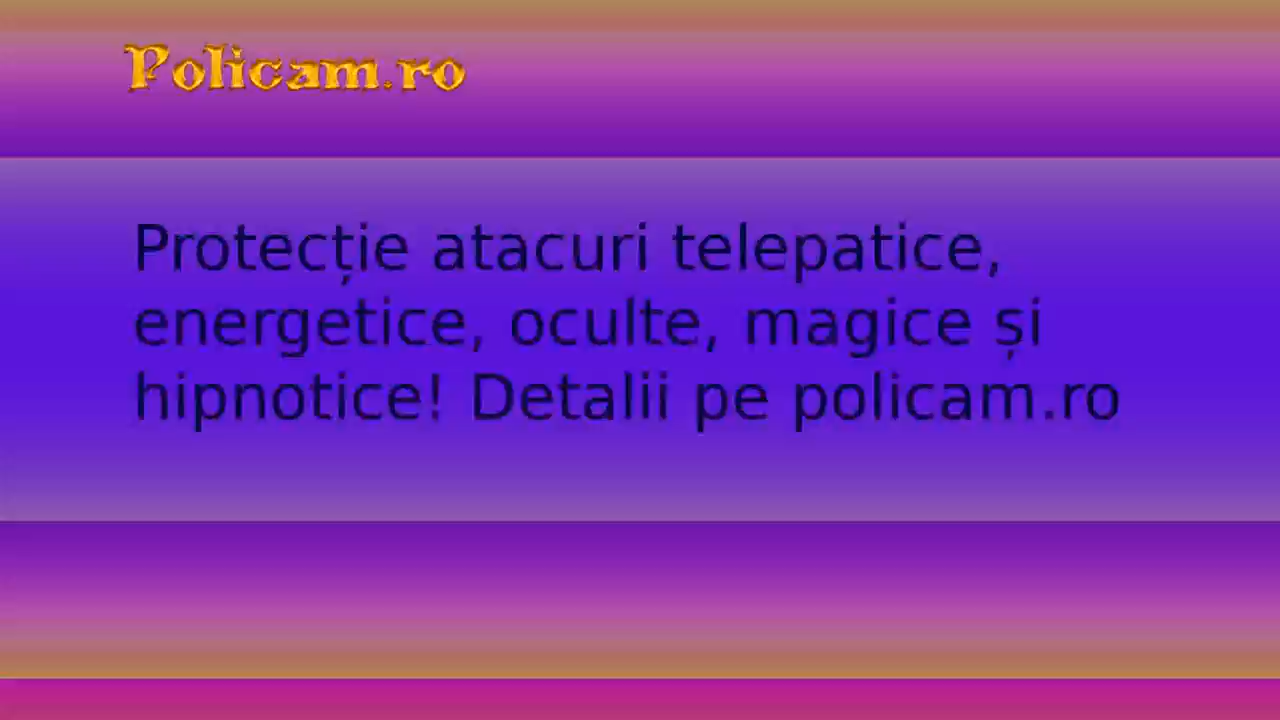 Policam.ro
Protecție atacuri telepatice,
energetice, oculte, magice și
hipnotice! Detalii pe policam.ro